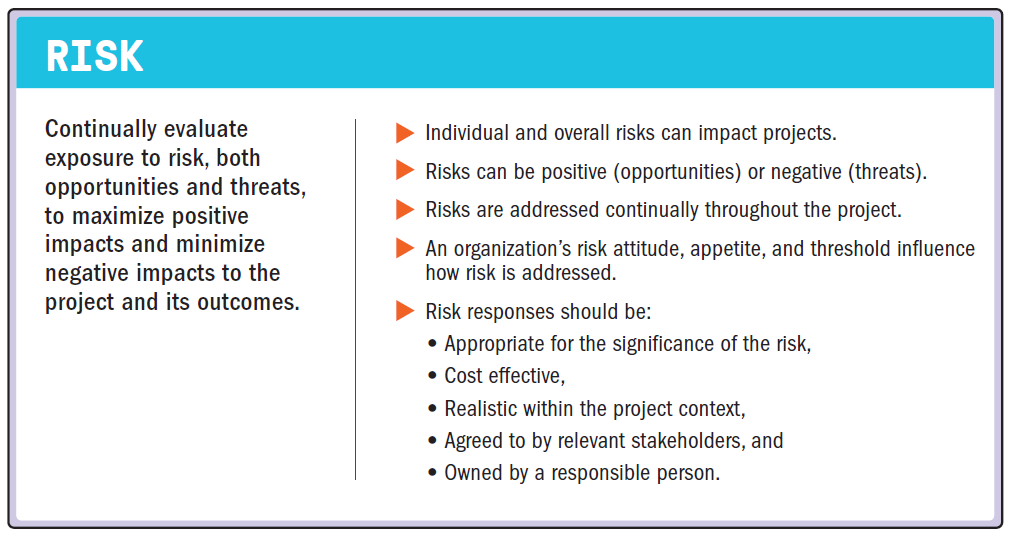 RISK
Continually evaluate
exposure to risk, both
opportunities and threats,
to maximize positive
impacts and minimize
negative impacts to the
project and its outcomes.
Individual and overall risks can impact projects.
Risks can be positive (opportunities) or negative (threats).
Risks are addressed continually throughout the project.
An organization’s risk attitude, appetite, and threshold influence
how risk is addressed.
Risk responses should be:
• Appropriate for the significance of the risk,
• Cost effective,
• Realistic within the project context,
• Agreed to by relevant stakeholders, and
• Owned by a responsible person.